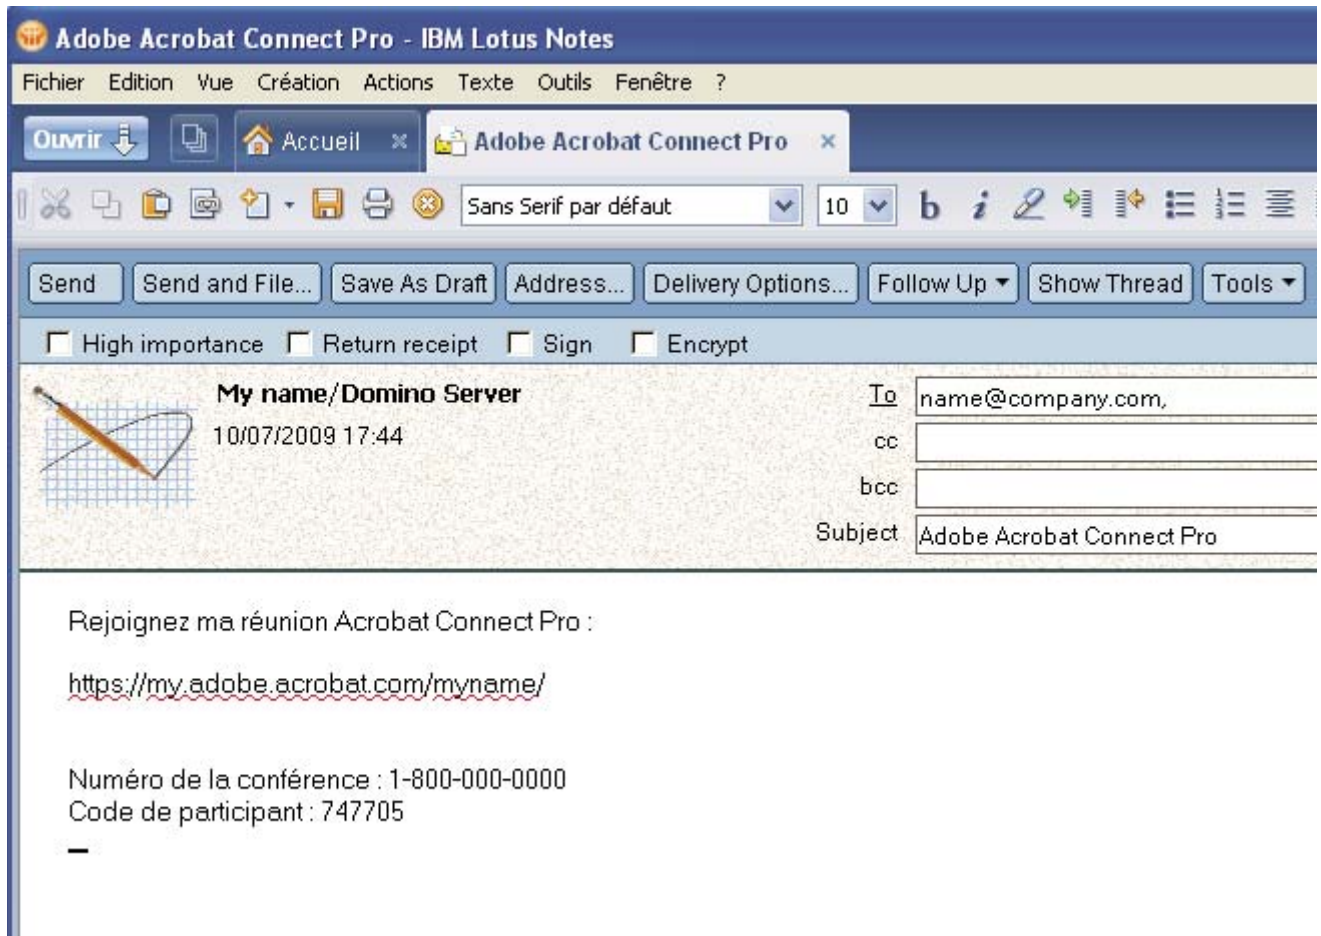 Adobe Acrobat Connect Pro - IBM Lotus Notes
Fichier Edition Vue Création Actions Texte Outils Fenêtre ?
Ouvrir Accueil Adobe Acrobat Connect Pro
Sans Serif par défaut 10 b i
Send Send and File... Save As Draft Address... Delivery Options... Follow Up Show Thread Tools
High importance Return receipt Sign Encrypt
My name/Domino Server To name@company.com,
10/07/2009 17:44 cc
bcc
Subject Adobe Acrobat Connect Pro
Rejoignez ma réunion Acrobat Connect Pro :
https://my.adobe.acrobat.com/myname/
Numéro de la conférence : 1-800-000-0000
Code de participant : 747705